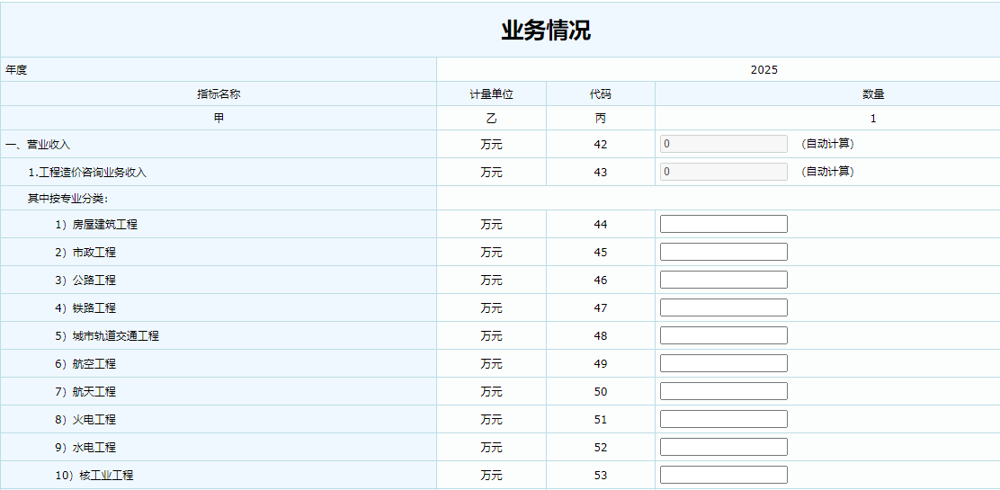 业务情况
年度 2025
指标名称 计量单位 代码 数量
甲 乙 丙 1
一、营业收入 万元 42 0 (自动计算)
1.工程造价咨询业务收入 万元 43 0 (自动计算)
其中按专业分类:
1）房屋建筑工程 万元 44
2）市政工程 万元 45
3）公路工程 万元 46
4）铁路工程 万元 47
5）城市轨道交通工程 万元 48
6）航空工程 万元 49
7）航天工程 万元 50
8）火电工程 万元 51
9）水电工程 万元 52
10）核工业工程 万元 53